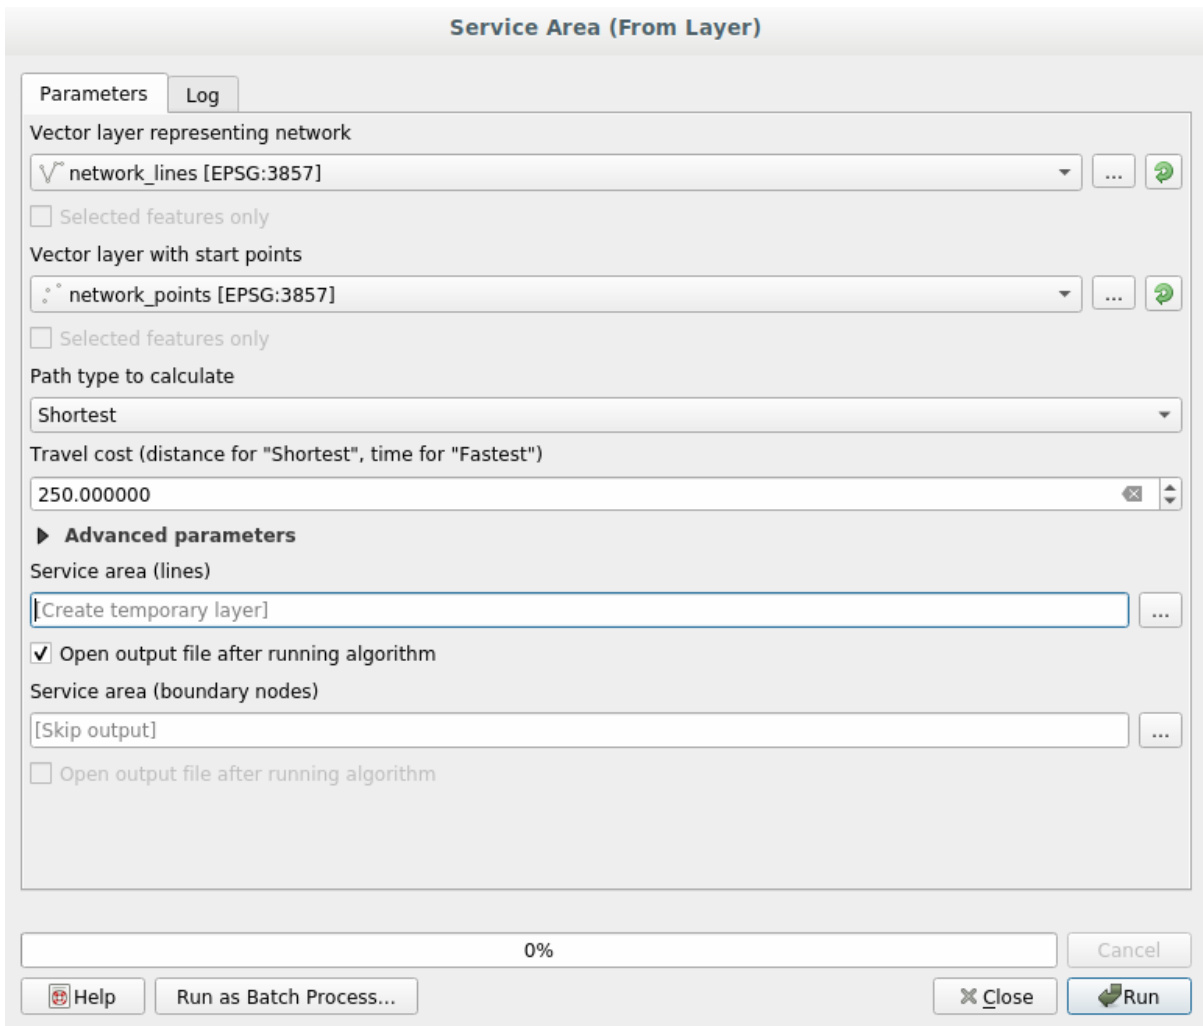 Service Area (From Layer)
Parameters Log
Vector layer representing network
network_lines [EPSG:3857] ...
Selected features only
Vector layer with start points
network_points [EPSG:3857] ...
Selected features only
Path type to calculate
Shortest
Travel cost (distance for "Shortest", time for "Fastest")
250.000000
Advanced parameters
Service area (lines)
[Create temporary layer] ...
Open output file after running algorithm
Service area (boundary nodes)
[Skip output] ...
Open output file after running algorithm
0% Cancel
Help Run as Batch Process... Close Run